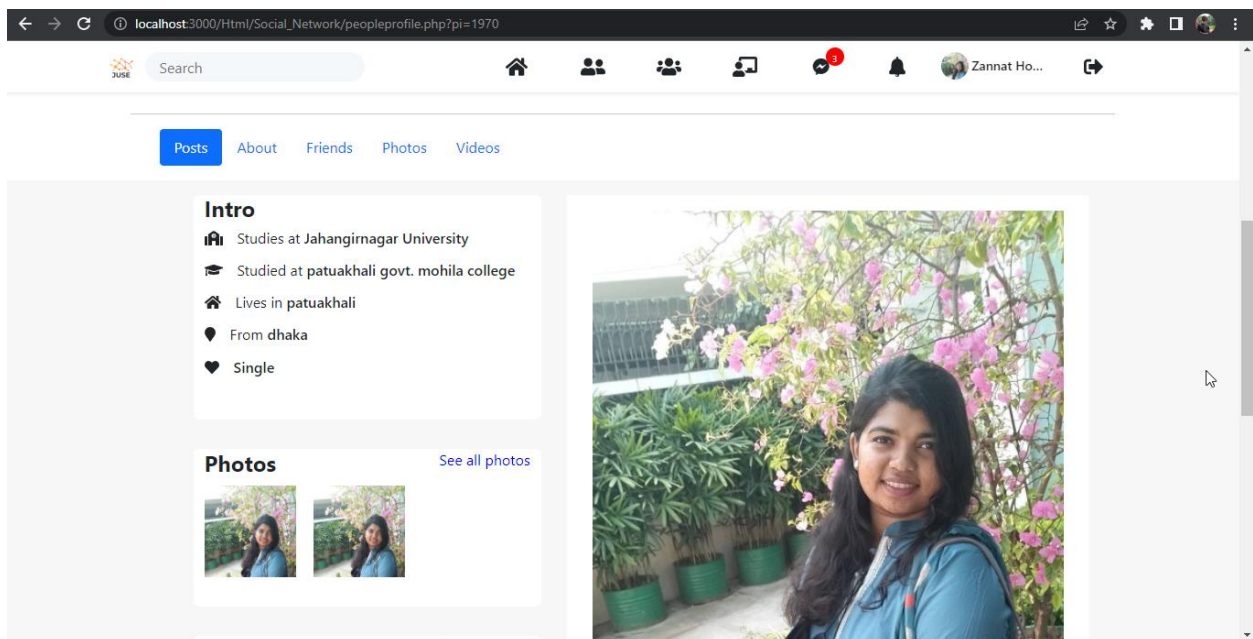 localhost:3000/Html/Social_Network/peopleprofile.php?pi=1970
JUSE
Search
3
Zannat Ho...
Posts
About
Friends
Photos
Videos
Intro
Studies at Jahangirnagar University
Studied at patuakhali govt. mohila college
Lives in patuakhali
From dhaka
Single
Photos
See all photos